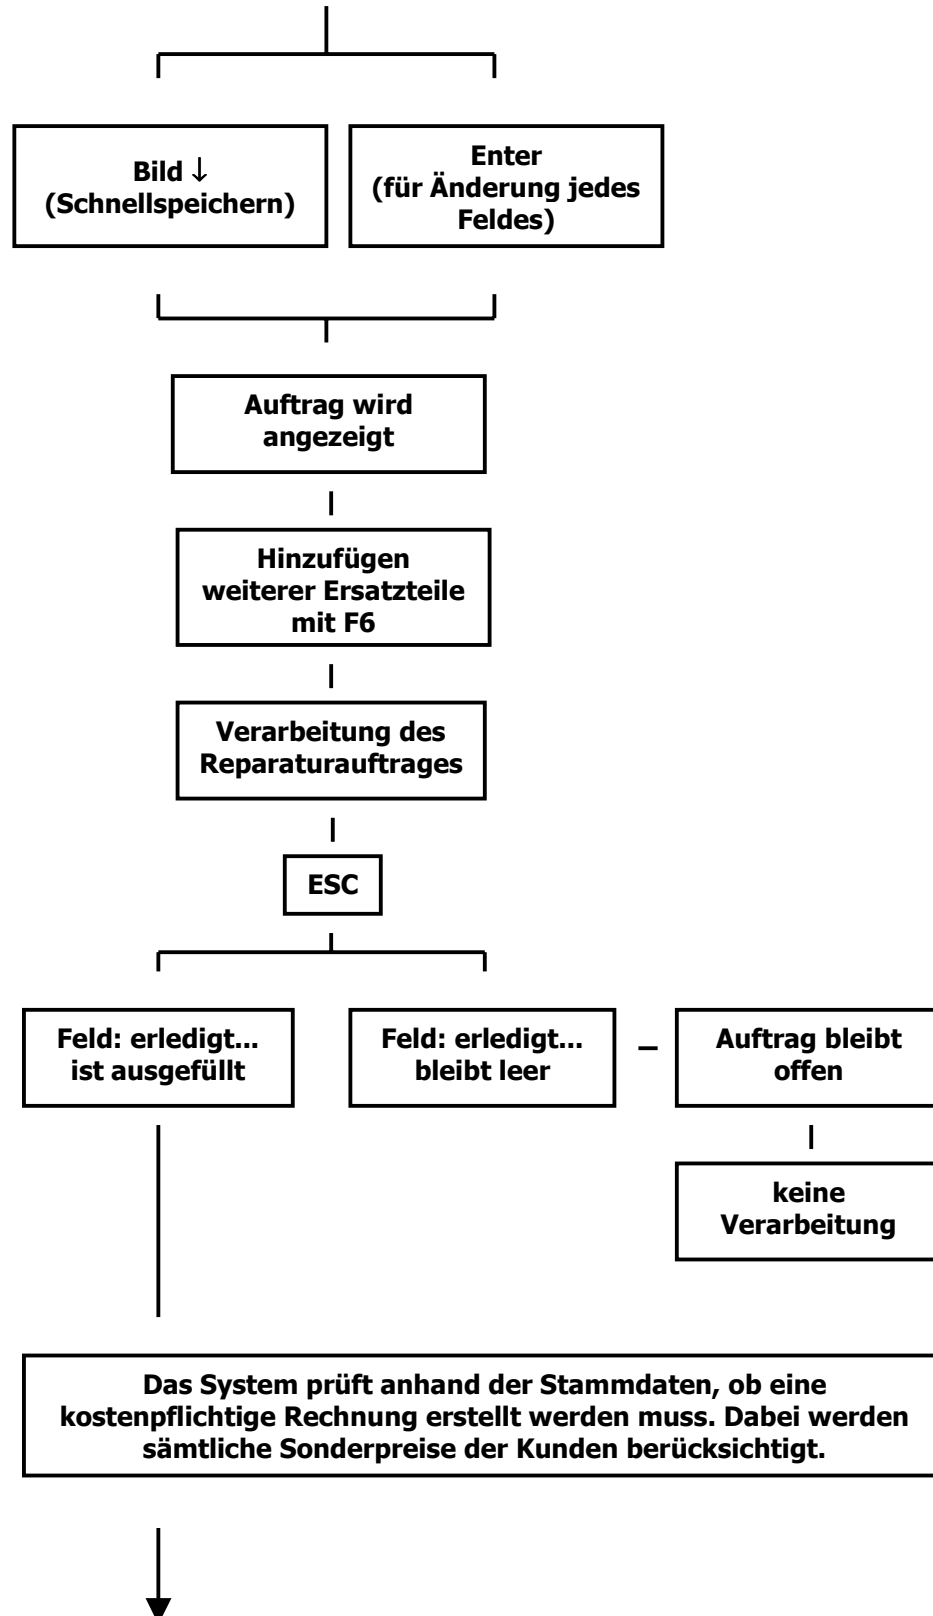 Bild ↓
(Schnellspeichern)
Enter
(für Änderung jedes
Feldes)
Auftrag wird
angezeigt
Hinzufügen
weiterer Ersatzteile
mit F6
Verarbeitung des
Reparaturauftrages
ESC
Feld: erledigt...
ist ausgefüllt
Feld: erledigt...
bleibt leer
Auftrag bleibt
offen
keine
Verarbeitung
Das System prüft anhand der Stammdaten, ob eine
kostenpflichtige Rechnung erstellt werden muss. Dabei werden
sämtliche Sonderpreise der Kunden berücksichtigt.